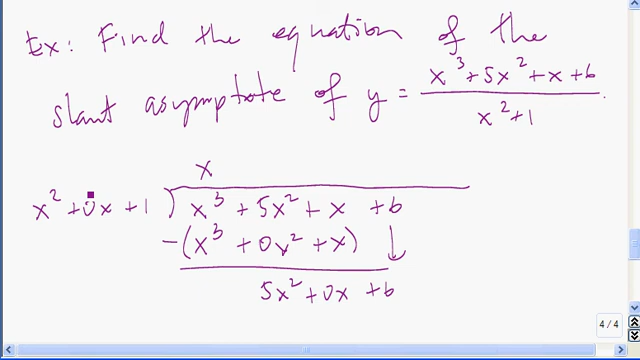 Ex: Find the equation of the
slant asymptote of y = (x^3 + 5x^2 + x + 6)/(x^2 + 1).
x
x^2 + 0x + 1 ) x^3 + 5x^2 + x + 6
-(x^3 + 0x^2 + x) ↓
5x^2 + 0x + 6
4 / 4